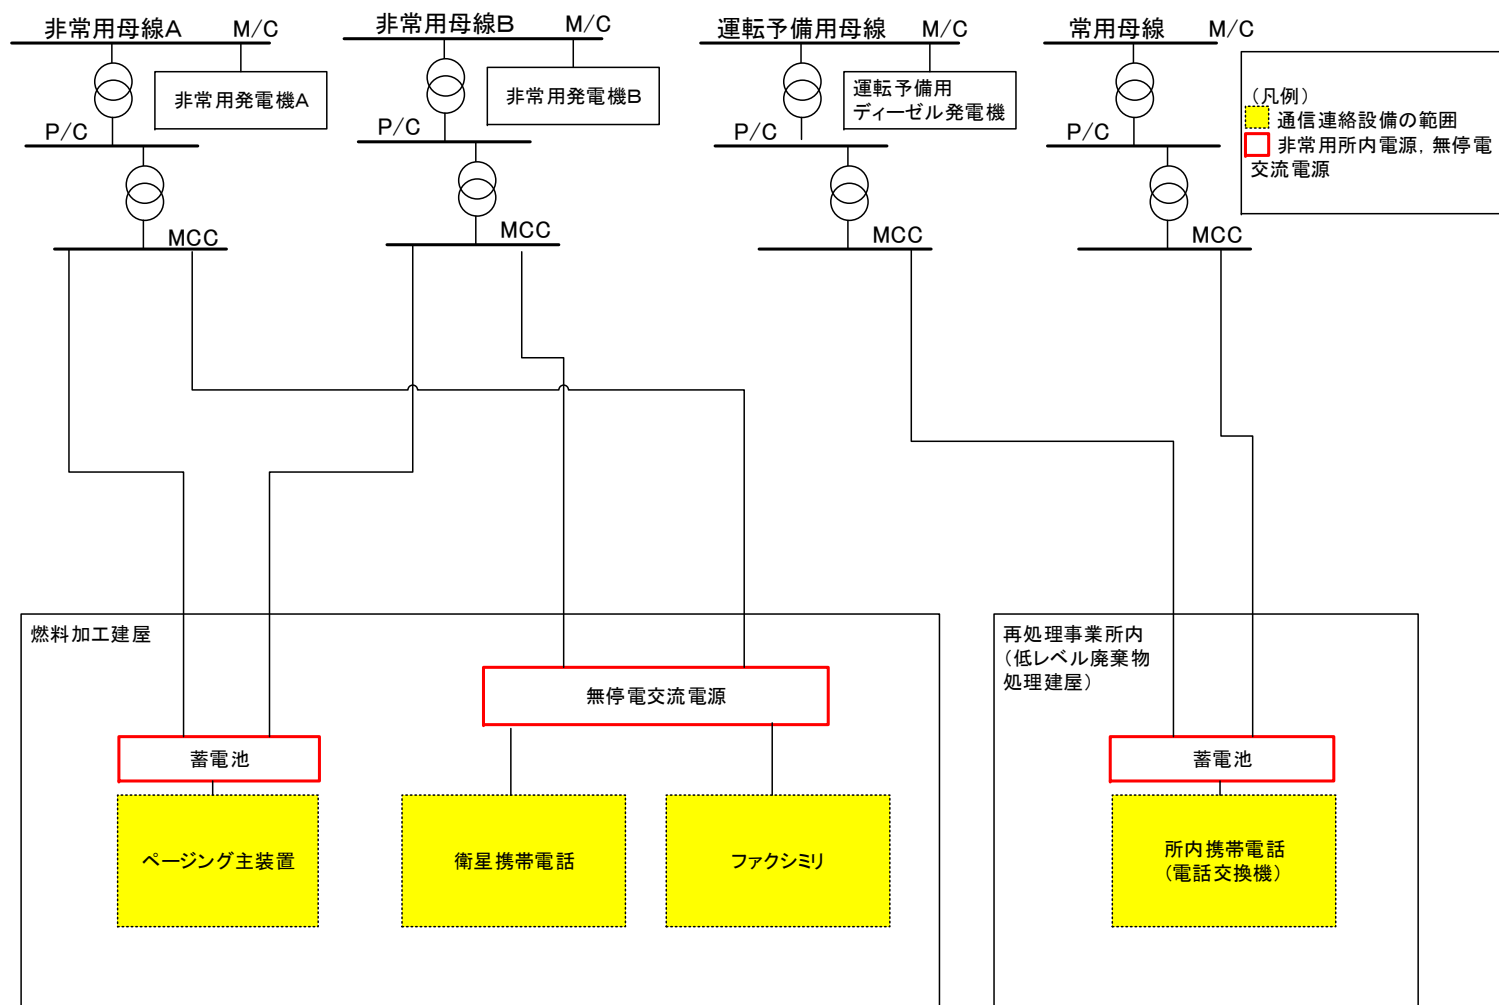 非常用母線A M/C
非常用母線B M/C
運転予備用母線 M/C
常用母線 M/C
非常用発電機A
非常用発電機B
運転予備用
ディーゼル発電機
(凡例)
通信連絡設備の範囲
非常用所内電源, 無停電
交流電源
P/C
P/C
P/C
P/C
MCC
MCC
MCC
MCC
燃料加工建屋
無停電交流電源
蓄電池
ページング主装置
衛星携帯電話
ファクシミリ
再処理事業所内
(低レベル廃棄物
処理建屋)
蓄電池
所内携帯電話
(電話交換機)